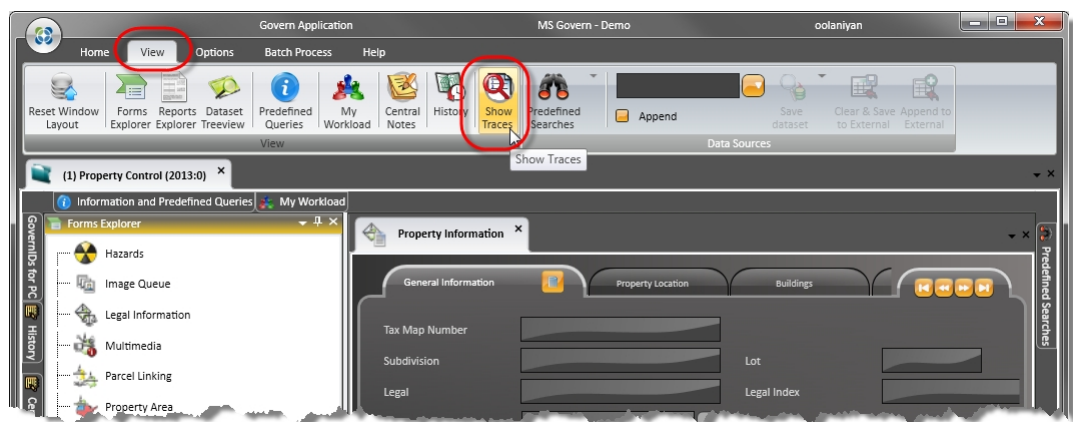 Govern Application
MS Govern - Demo
oolaniyan
Home View Options Batch Process Help
Reset Window Layout
Forms Explorer
Reports Explorer
Dataset Treeview
Predefined Queries
My Workload
Central Notes
History
Show Traces
Predefined Searches
Append
Save dataset
Clear & Save to External
Append to External
View
Data Sources
Show Traces
(1) Property Control (2013:0)
Information and Predefined Queries
My Workload
GovernIDs for PC
History
Forms Explorer
Hazards
Image Queue
Legal Information
Multimedia
Parcel Linking
Property Area
Property Information
General Information
Property Location
Buildings
Tax Map Number
Subdivision
Lot
Legal
Legal Index
Predefined Searches